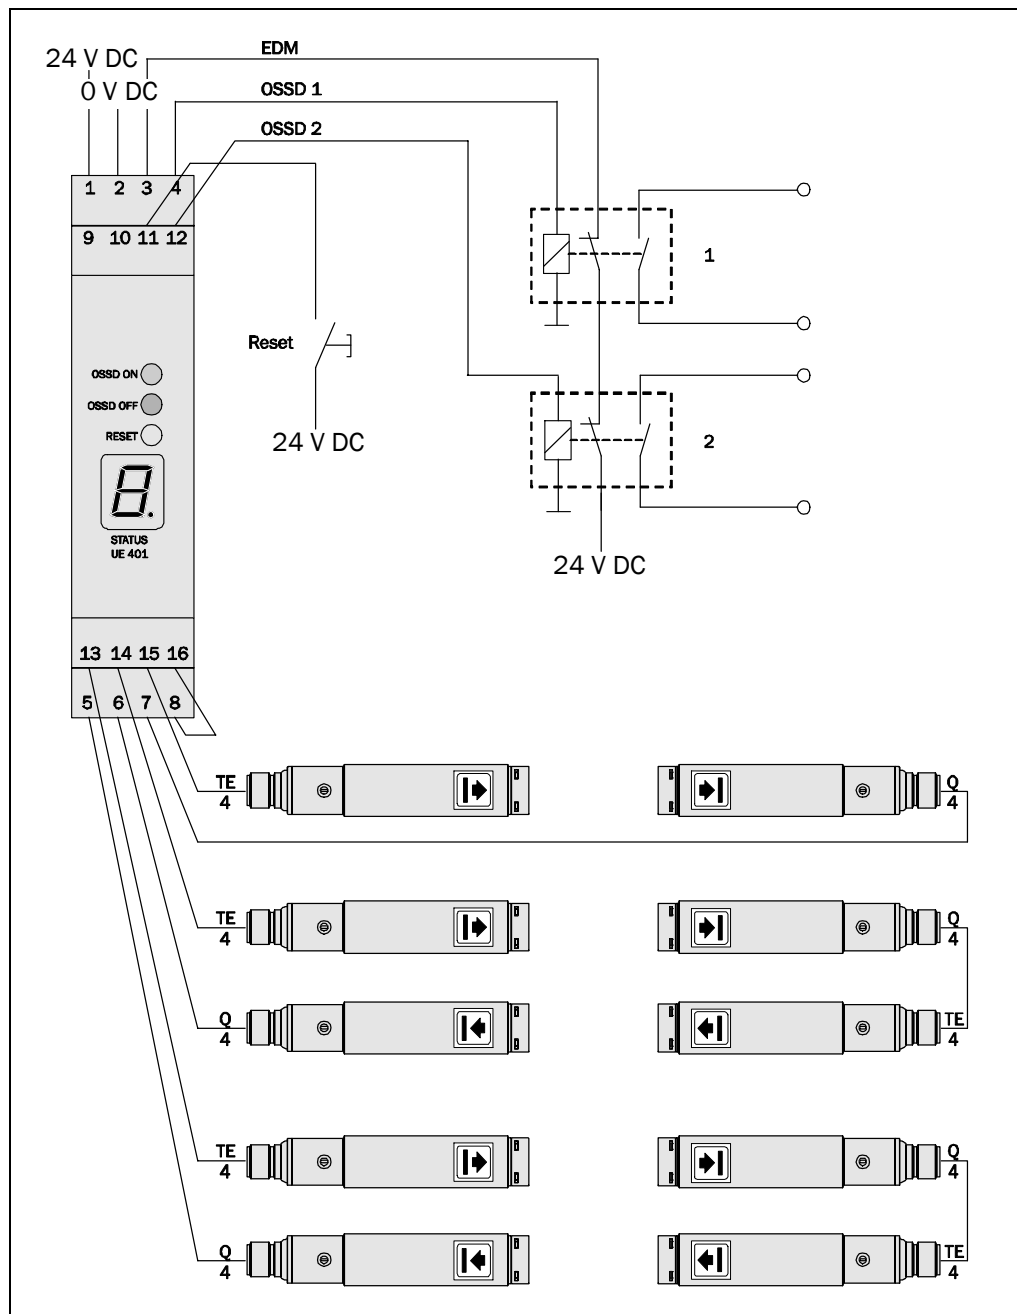 EDM
24 V DC
0 V DC
OSSD 1
OSSD 2
1 2 3 4
9 10 11 12
1
Reset
OSSD ON
OSSD OFF
RESET
24 V DC
2
8.
STATUS
UE 401
24 V DC
13 14 15 16
5 6 7 8
TE
4
Q
4
TE
4
Q
4
Q
4
TE
4
TE
4
Q
4
Q
4
TE
4